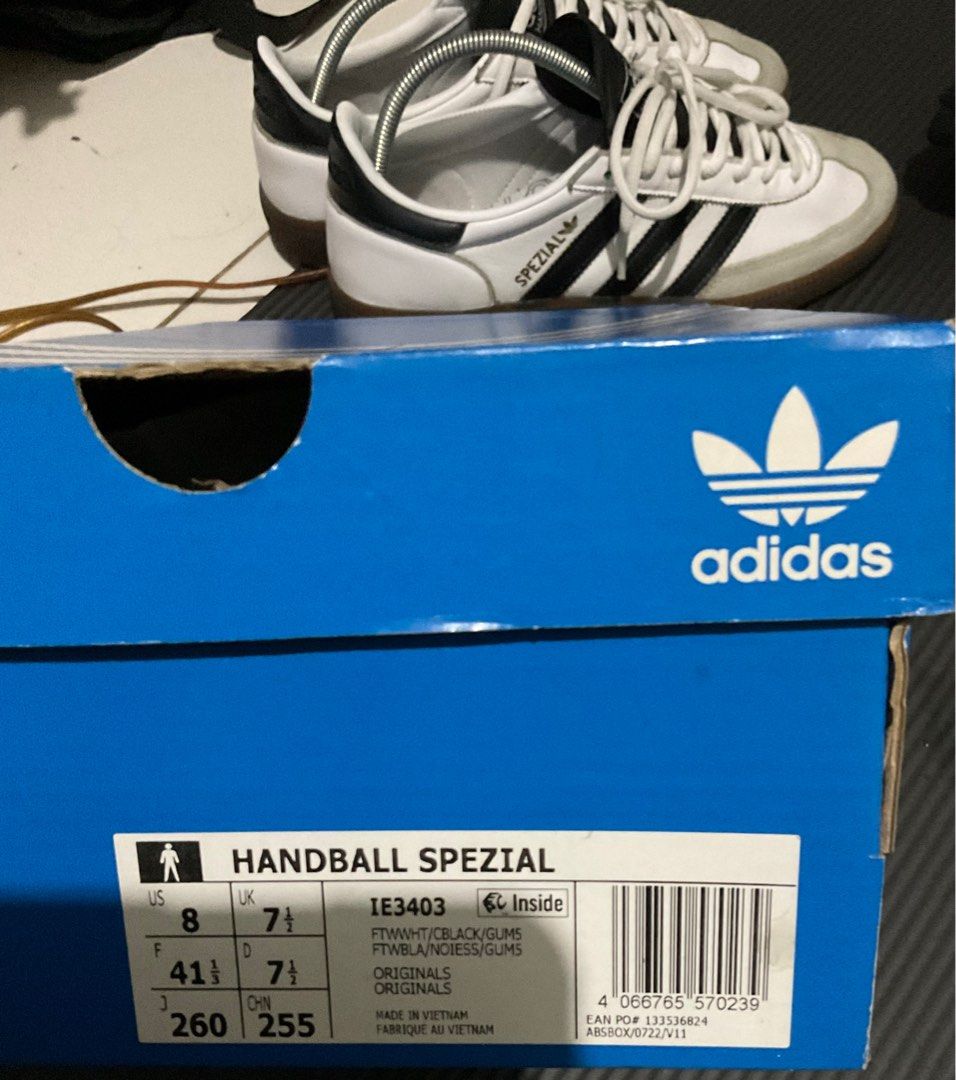 SPEZIAL
adidas
HANDBALL SPEZIAL
US 8 UK 7½
F 41⅓ D 7½
J 260 CHN 255
IE3403 Inside
FTWWHT/CBLACK/GUM5
FTWBLA/NOIESS/GUM5
ORIGINALS
ORIGINALS
MADE IN VIETNAM
FABRIQUE AU VIETNAM
4 066765 570239
EAN PO# 133536824
ABSBOX/0722/V11